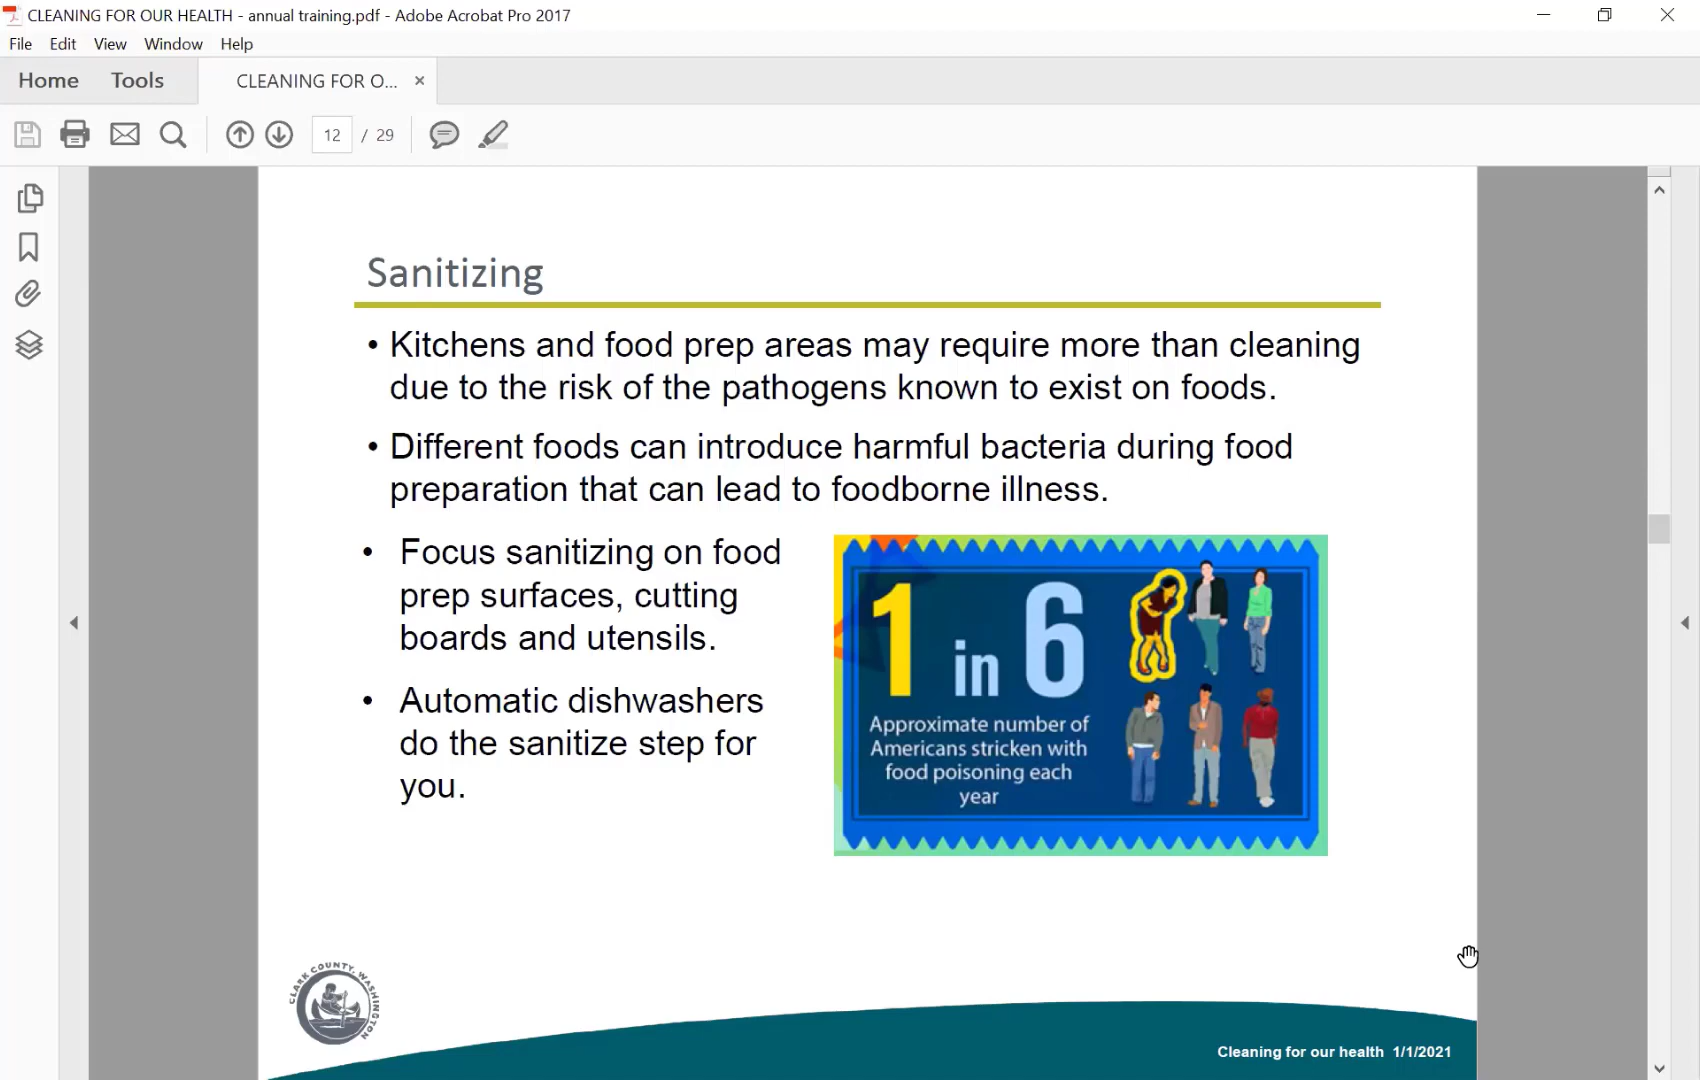 CLEANING FOR OUR HEALTH - annual training.pdf - Adobe Acrobat Pro 2017
File Edit View Window Help
Home Tools CLEANING FOR O... ×
12 / 29
Sanitizing
• Kitchens and food prep areas may require more than cleaning
due to the risk of the pathogens known to exist on foods.
• Different foods can introduce harmful bacteria during food
preparation that can lead to foodborne illness.
• Focus sanitizing on food
prep surfaces, cutting
boards and utensils.
• Automatic dishwashers
do the sanitize step for
you.
1 in 6
Approximate number of
Americans stricken with
food poisoning each
year
CLARK COUNTY, WASHINGTON
Cleaning for our health 1/1/2021